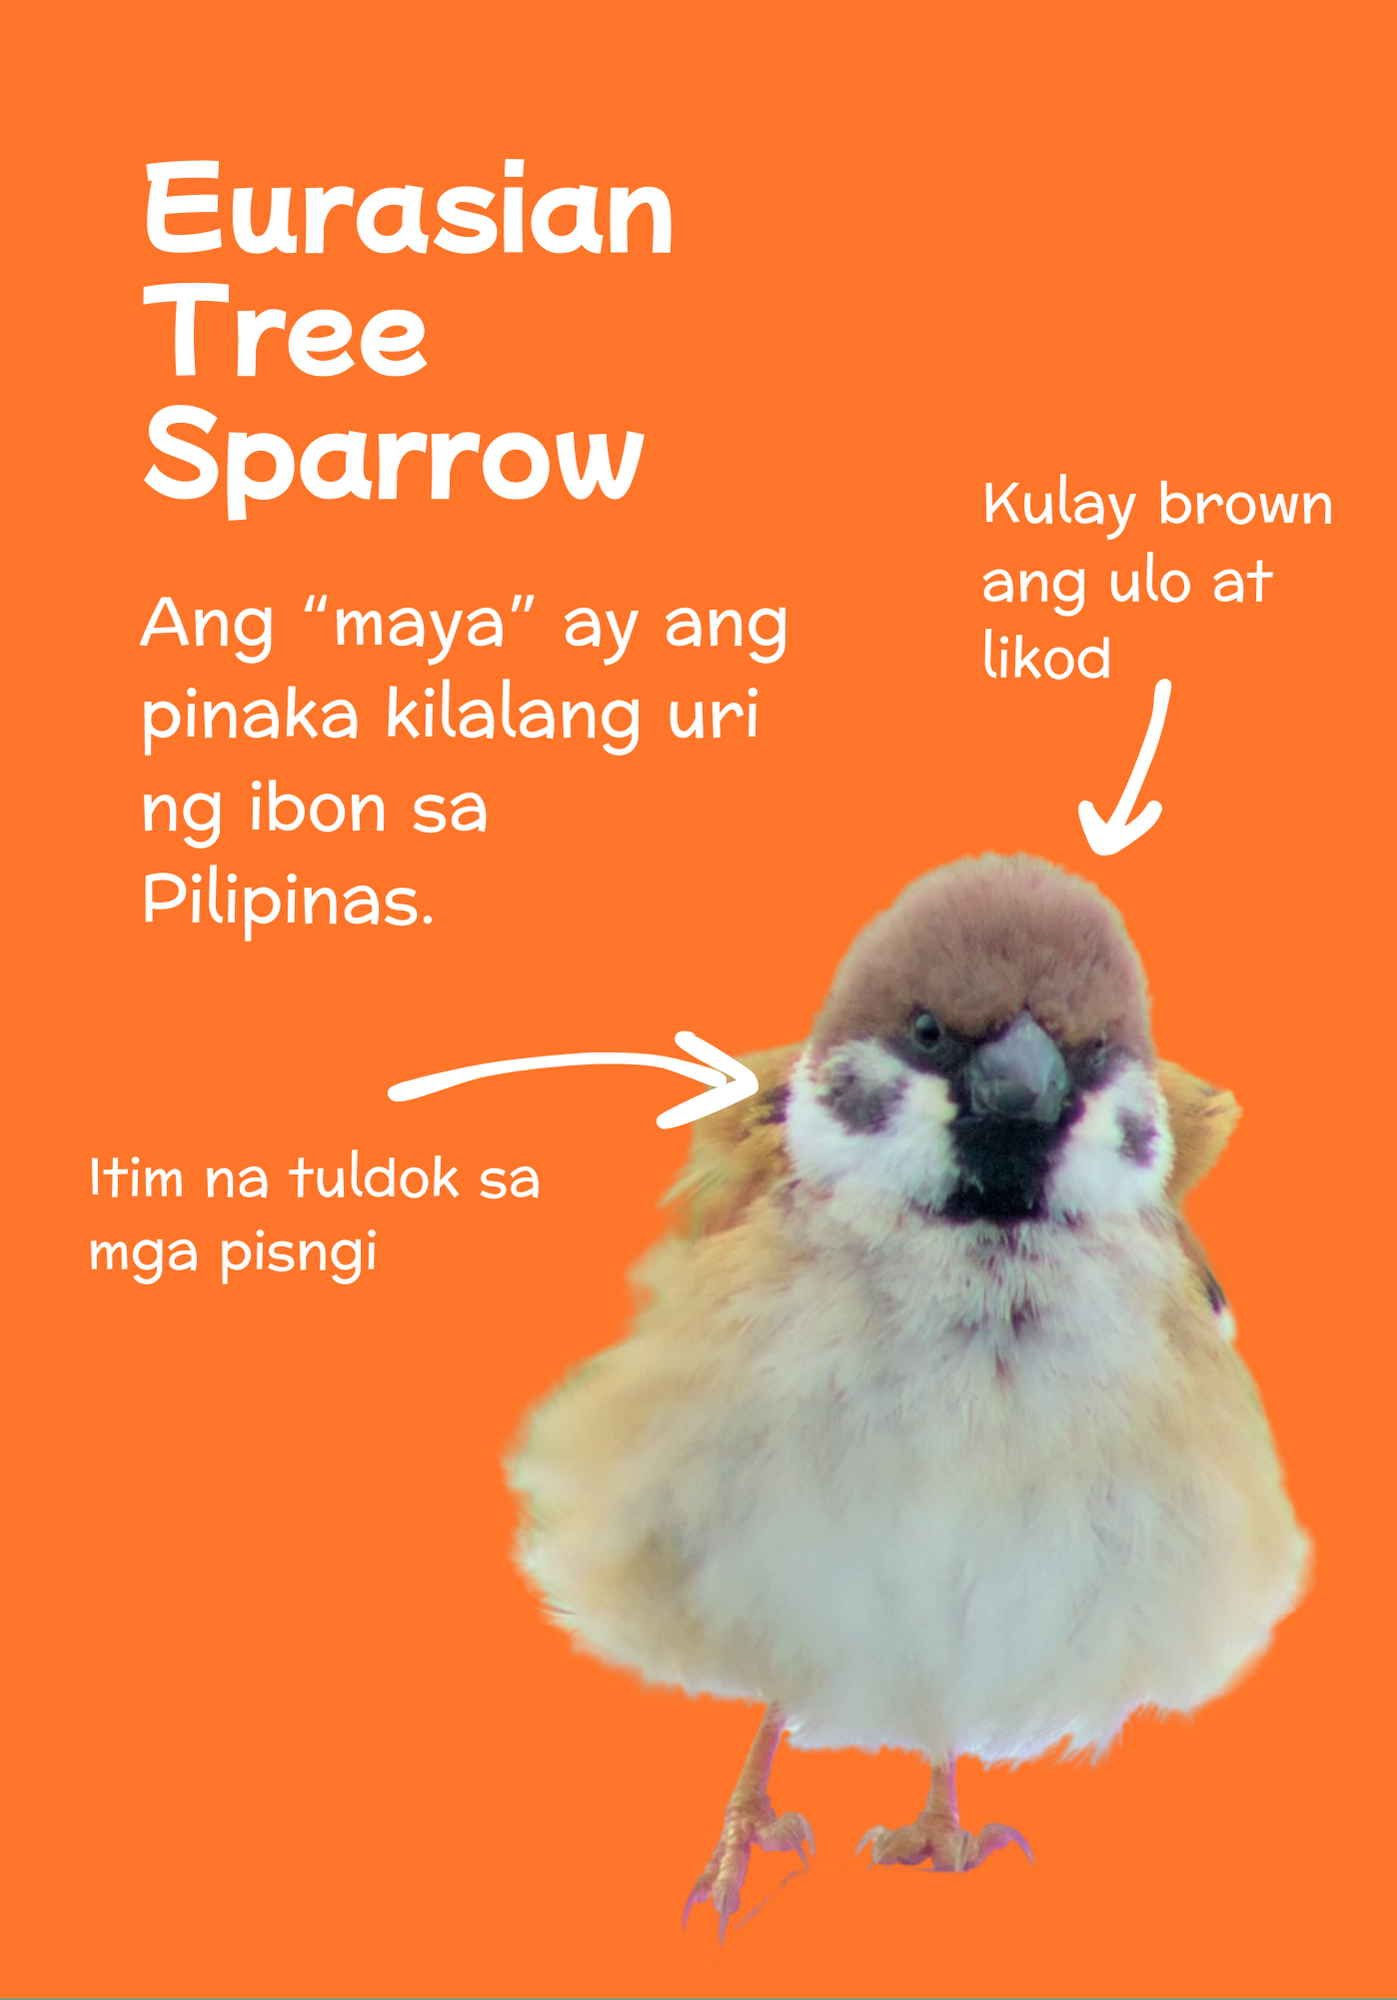 Eurasian
Tree
Sparrow
Ang “maya” ay ang
pinaka kilalang uri
ng ibon sa
Pilipinas.
Kulay brown
ang ulo at
likod
Itim na tuldok sa
mga pisngi